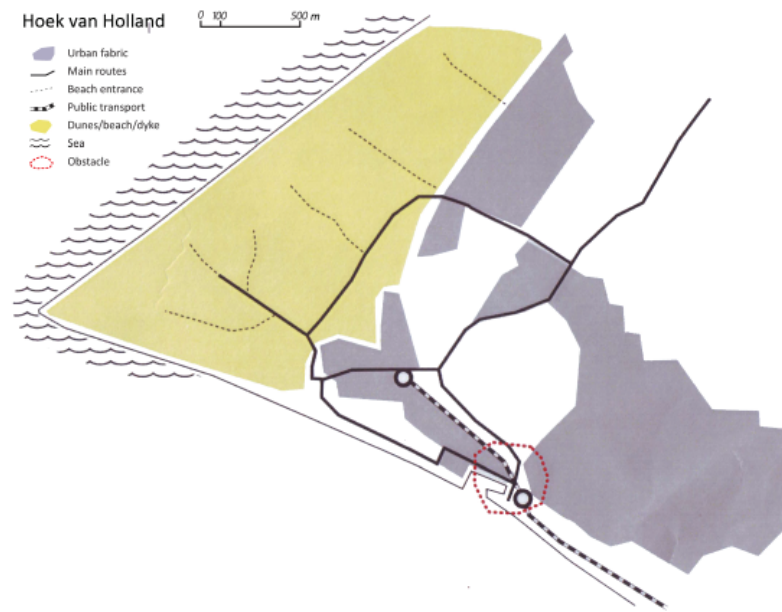 Hoek van Holland
0 100 500 m
Urban fabric
Main routes
Beach entrance
Public transport
Dunes/beach/dyke
Sea
Obstacle